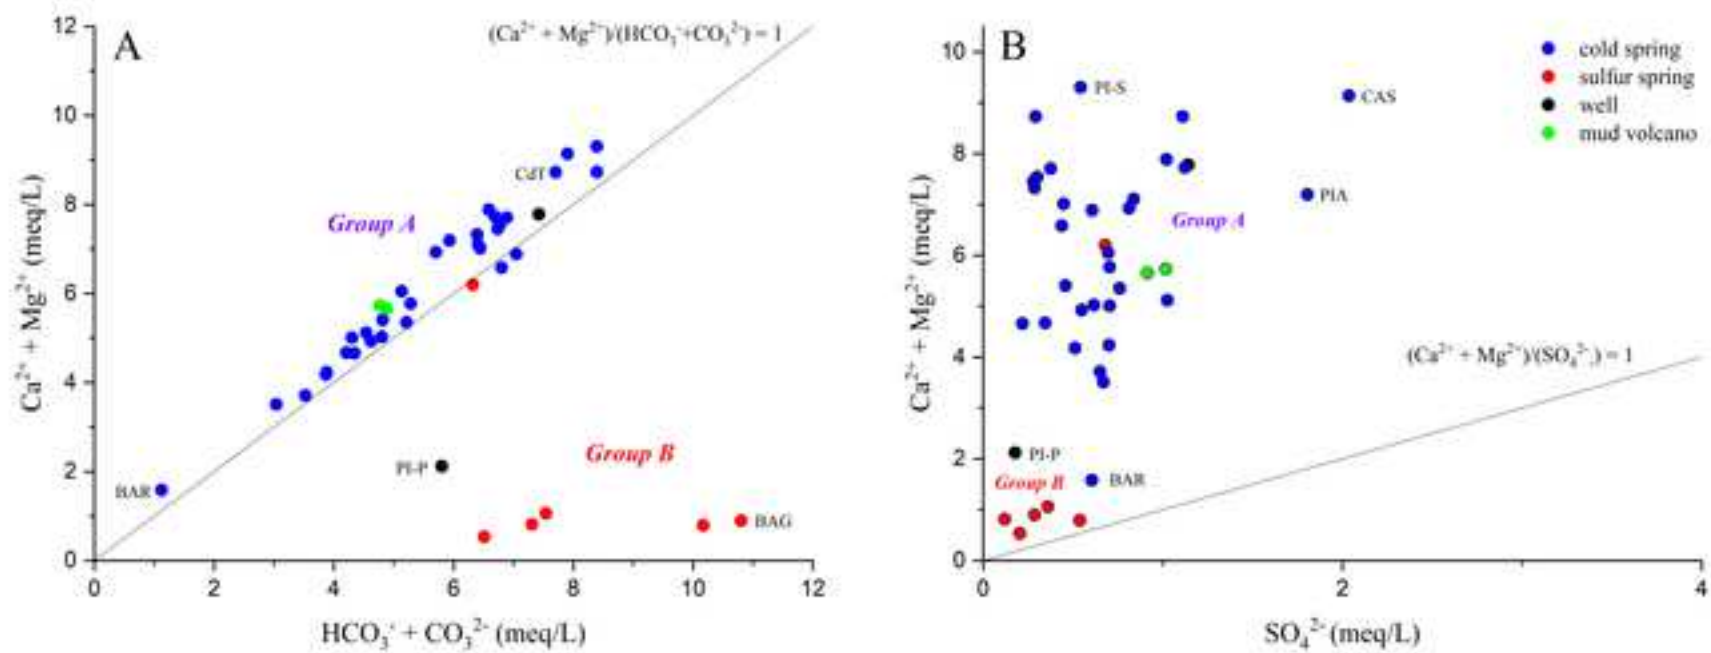 A
(Ca²⁺ + Mg²⁺)/(HCO₃⁻+CO₃²⁻) = 1
12
10
8
6
4
2
0
Ca²⁺ + Mg²⁺ (meq/L)
CdT
Group A
Group B
PI-P
BAR
BAG
0 2 4 6 8 10 12
HCO₃⁻ + CO₃²⁻ (meq/L)
B
cold spring
sulfur spring
well
mud volcano
10
8
6
4
2
0
Ca²⁺ + Mg²⁺ (meq/L)
PI-S
CAS
PIA
Group A
(Ca²⁺ + Mg²⁺)/(SO₄²⁻) = 1
PI-P
Group B
BAR
0 2 4
SO₄²⁻ (meq/L)